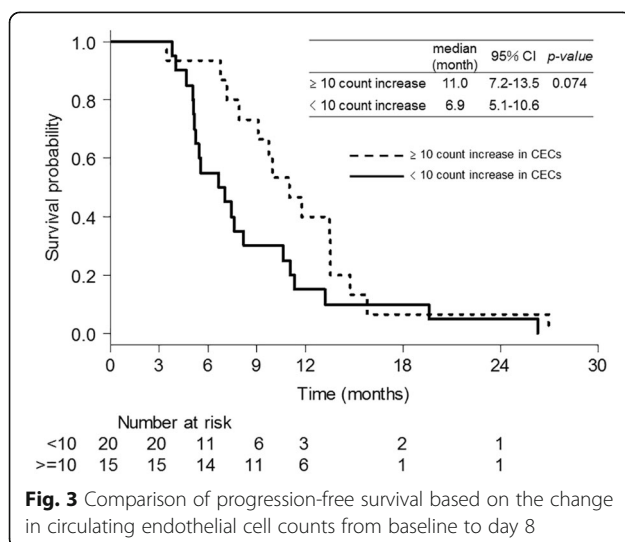 1.0
0.8
0.6
0.4
0.2
0.0
Survival probability
median (month) 95% CI p-value
≥ 10 count increase 11.0 7.2-13.5 0.074
< 10 count increase 6.9 5.1-10.6
≥ 10 count increase in CECs
< 10 count increase in CECs
0 3 6 9 12 18 24 30
Time (months)
Number at risk
<10 20 20 11 6 3 2 1
>=10 15 15 14 11 6 1 1
Fig. 3 Comparison of progression-free survival based on the change
in circulating endothelial cell counts from baseline to day 8